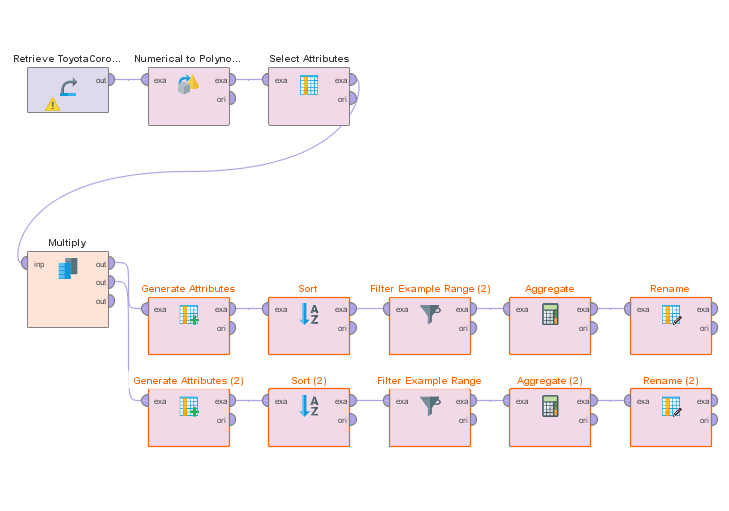 Retrieve ToyotaCoro...
Numerical to Polyno...
Select Attributes
out
exa
exa
ori
exa
exa
ori
Multiply
inp
out
out
out
Generate Attributes
Sort
Filter Example Range (2)
Aggregate
Rename
exa
exa
ori
exa
exa
ori
exa
exa
ori
exa
exa
ori
exa
exa
ori
Generate Attributes (2)
Sort (2)
Filter Example Range
Aggregate (2)
Rename (2)
exa
exa
ori
exa
exa
ori
exa
exa
ori
exa
exa
ori
exa
exa
ori